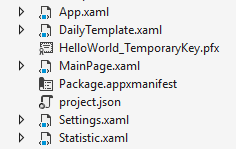 App.xaml
DailyTemplate.xaml
HelloWorld_TemporaryKey.pfx
MainPage.xaml
Package.appxmanifest
project.json
Settings.xaml
Statistic.xaml